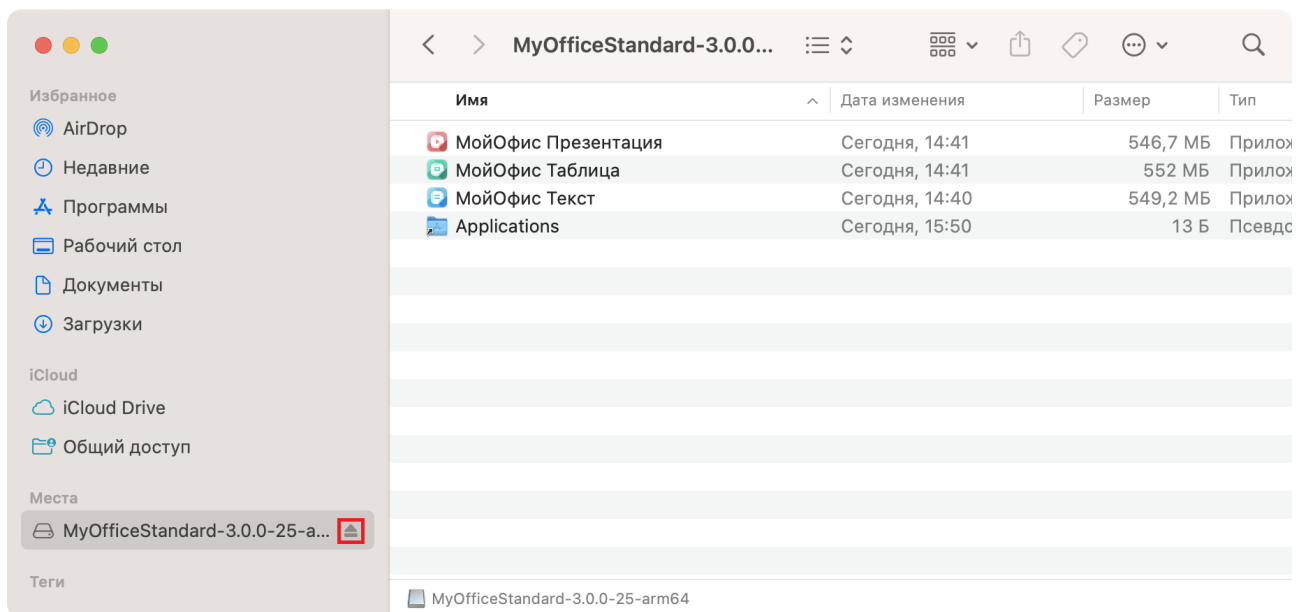 MyOfficeStandard-3.0.0...
Избранное
AirDrop
Недавние
Программы
Рабочий стол
Документы
Загрузки
iCloud
iCloud Drive
Общий доступ
Места
MyOfficeStandard-3.0.0-25-a...
Теги
Имя Дата изменения Размер Тип
МойОфис Презентация Сегодня, 14:41 546,7 МБ Прилож
МойОфис Таблица Сегодня, 14:41 552 МБ Прилож
МойОфис Текст Сегодня, 14:40 549,2 МБ Прилож
Applications Сегодня, 15:50 13 Б Псевдо
MyOfficeStandard-3.0.0-25-arm64